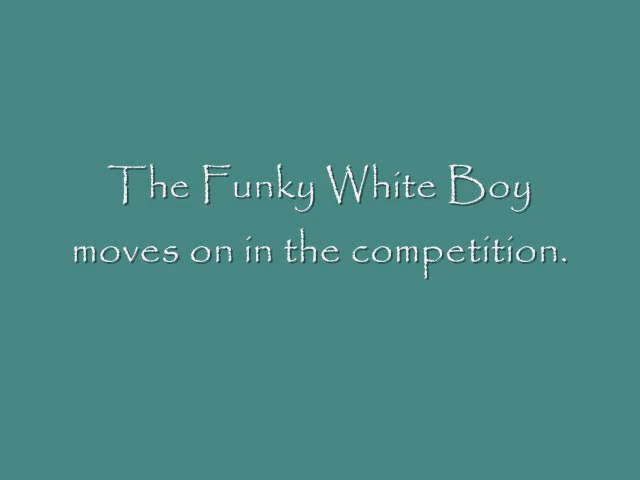 The Funky White Boy
moves on in the competition.